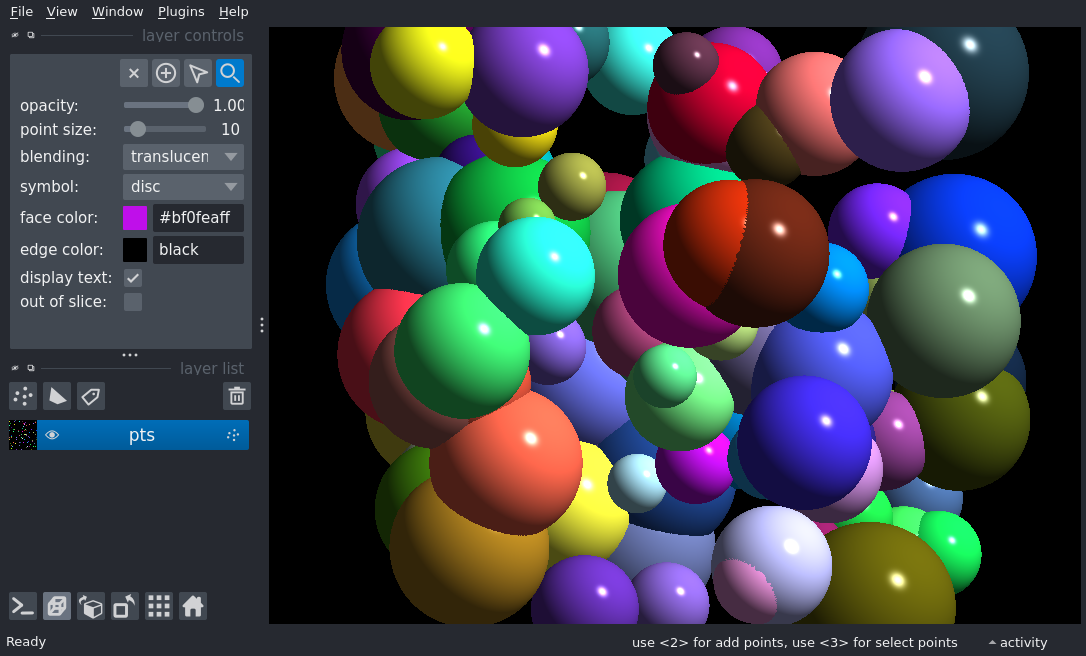 File View Window Plugins Help
layer controls
opacity: 1.00
point size: 10
blending: translucen
symbol: disc
face color: #bf0feaff
edge color: black
display text:
out of slice:
layer list
pts
Ready
use <2> for add points, use <3> for select points
activity